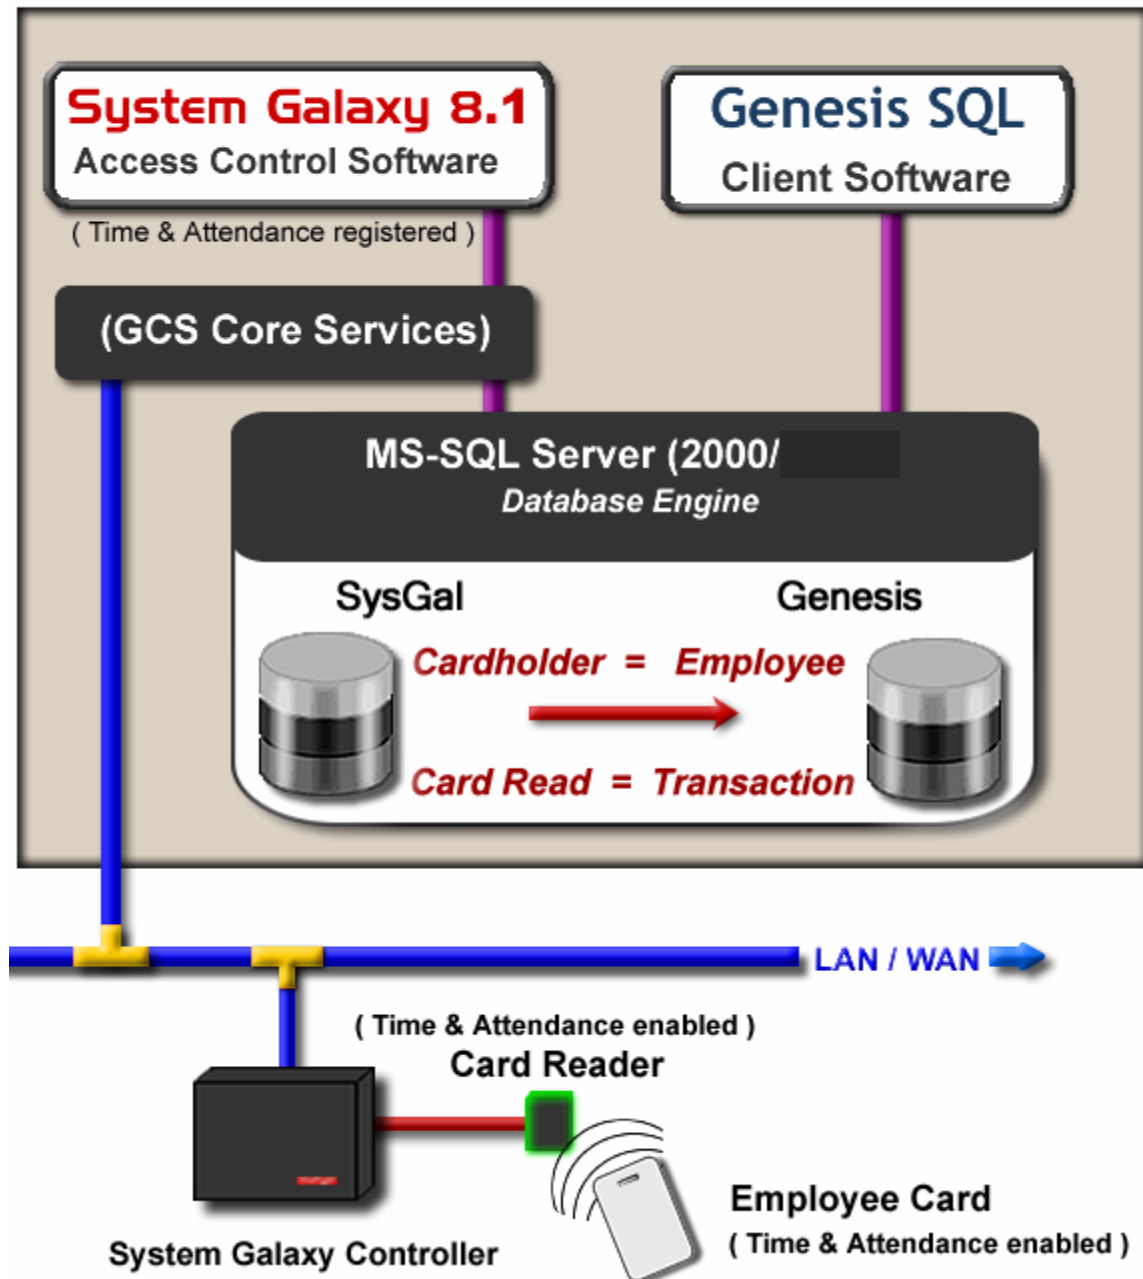 System Galaxy 8.1
Access Control Software
( Time & Attendance registered )
Genesis SQL
Client Software
(GCS Core Services)
MS-SQL Server (2000/
Database Engine
SysGal
Genesis
Cardholder = Employee
Card Read = Transaction
LAN / WAN
( Time & Attendance enabled )
Card Reader
System Galaxy Controller
Employee Card
( Time & Attendance enabled )